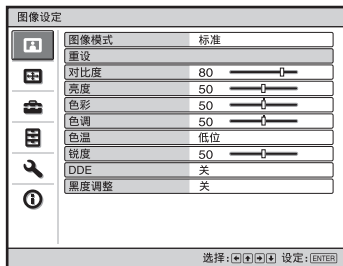 图像设定
图像模式 标准
重设
对比度 80
亮度 50
色彩 50
色调 50
色温 低位
锐度 50
DDE 关
黑度调整 关
选择:←↑→↓ 设定:ENTER